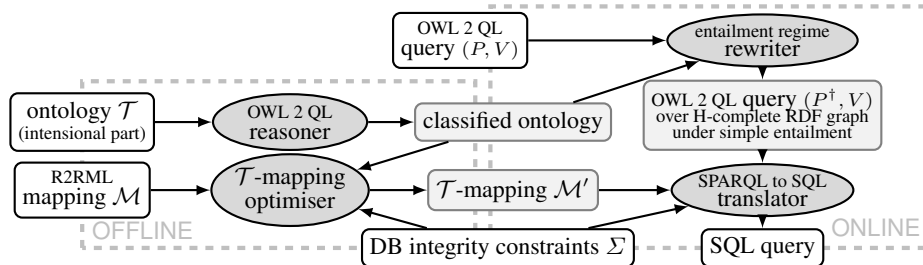 OWL 2 QL
query (P, V)
entailment regime
rewriter
ontology 𝒯
(intensional part)
OWL 2 QL
reasoner
classified ontology
OWL 2 QL query (P†, V)
over H-complete RDF graph
under simple entailment
R2RML
mapping ℳ
𝒯-mapping
optimiser
𝒯-mapping ℳ′
SPARQL to SQL
translator
OFFLINE
DB integrity constraints Σ
SQL query
ONLINE